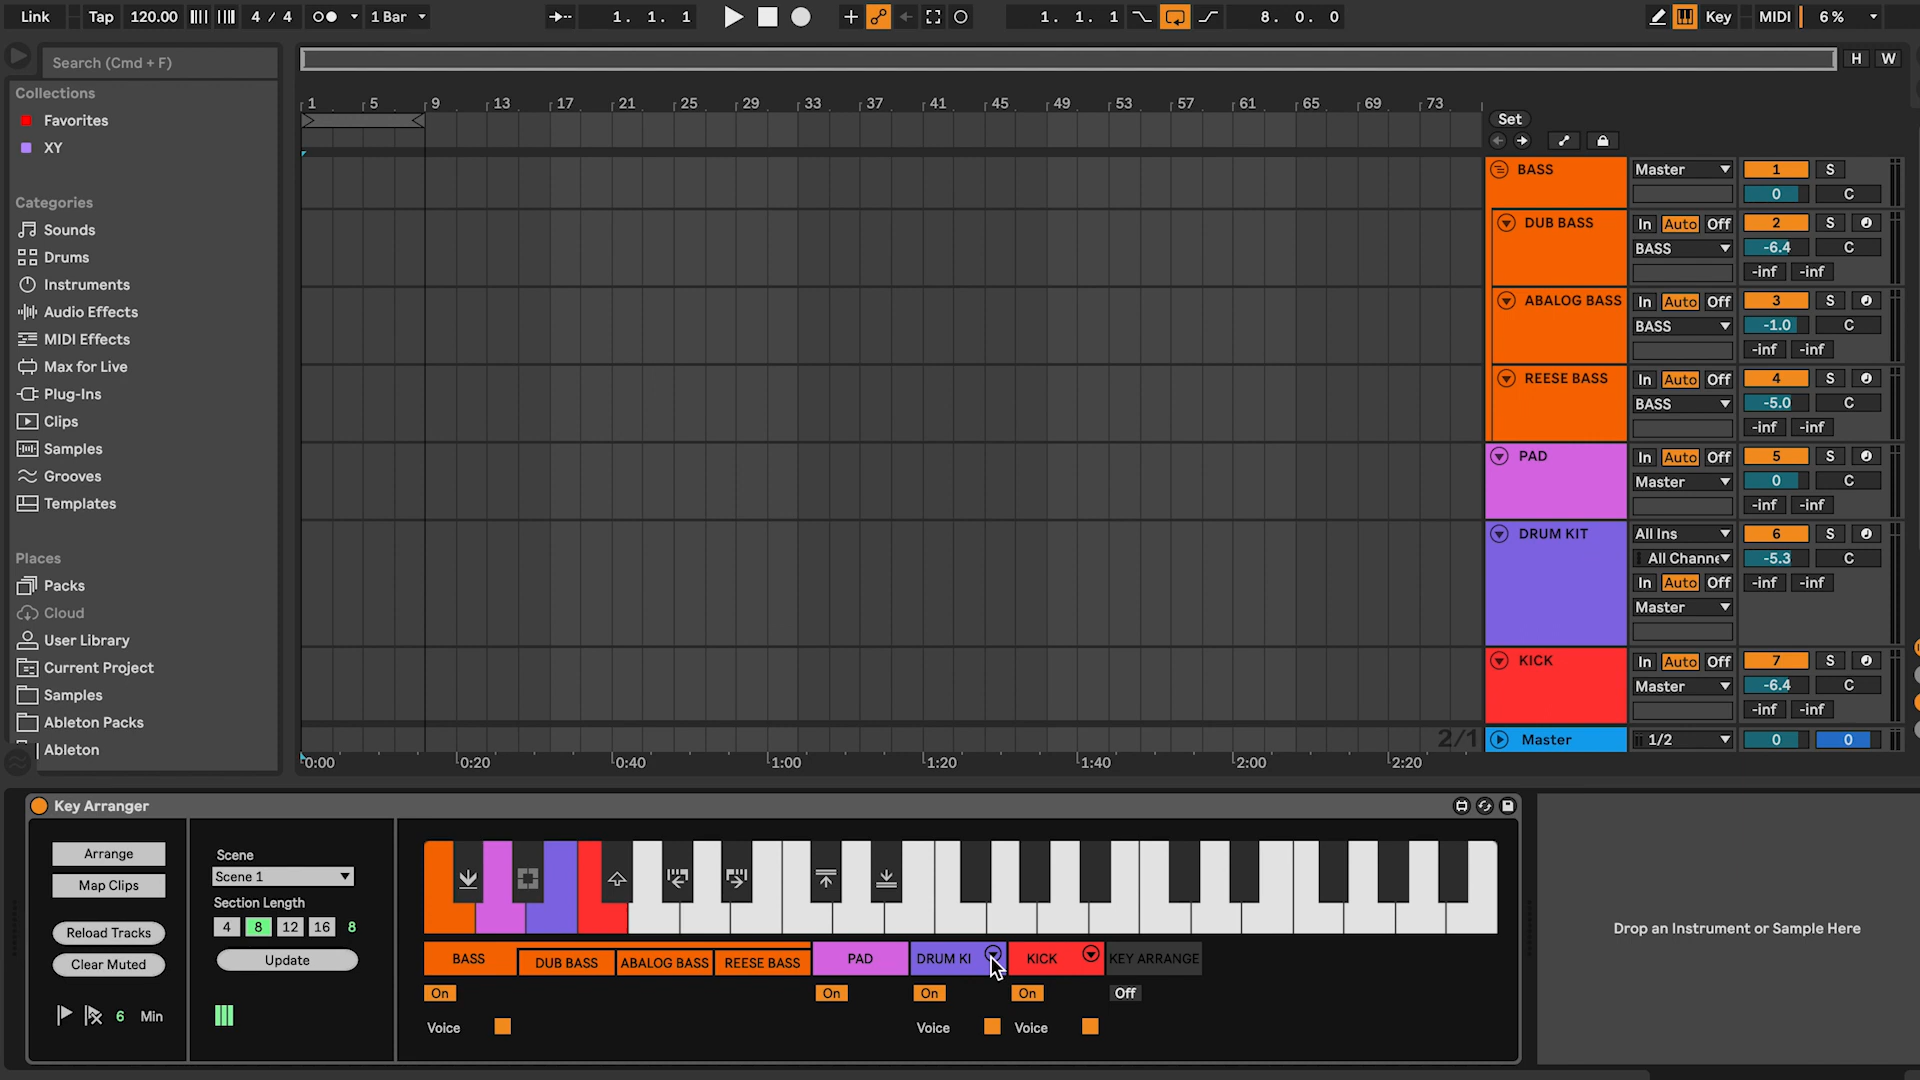 Link Tap 120.00 4 / 4 1 Bar 1. 1. 1 1. 1. 1 8. 0. 0 Key MIDI 6 %
Search (Cmd + F) H W
1 5 9 13 17 21 25 29 33 37 41 45 49 53 57 61 65 69 73
Set
Collections
Favorites
XY
Categories
Sounds
Drums
Instruments
Audio Effects
MIDI Effects
Max for Live
Plug-Ins
Clips
Samples
Grooves
Templates
Places
Packs
Cloud
User Library
Current Project
Samples
Ableton Packs
Ableton
BASS Master 1 S
0 C
DUB BASS In Auto Off 2 S
BASS -6.4 C
-inf -inf
ABALOG BASS In Auto Off 3 S
BASS -1.0 C
-inf -inf
REESE BASS In Auto Off 4 S
BASS -5.0 C
-inf -inf
PAD In Auto Off 5 S
Master 0 C
-inf -inf
DRUM KIT All Ins 6 S
All Channe -5.3 C
In Auto Off -inf -inf
Master
KICK In Auto Off 7 S
Master -6.4 C
-inf -inf
2/1 Master 1/2 0 0
0:00 0:20 0:40 1:00 1:20 1:40 2:00 2:20
Key Arranger
Arrange
Map Clips
Reload Tracks
Clear Muted
6 Min
Scene
Scene 1
Section Length
4 8 12 16 8
Update
BASS DUB BASS ABALOG BASS REESE BASS PAD DRUM KI KICK KEY ARRANGE
On On On On Off
Voice Voice Voice
Drop an Instrument or Sample Here